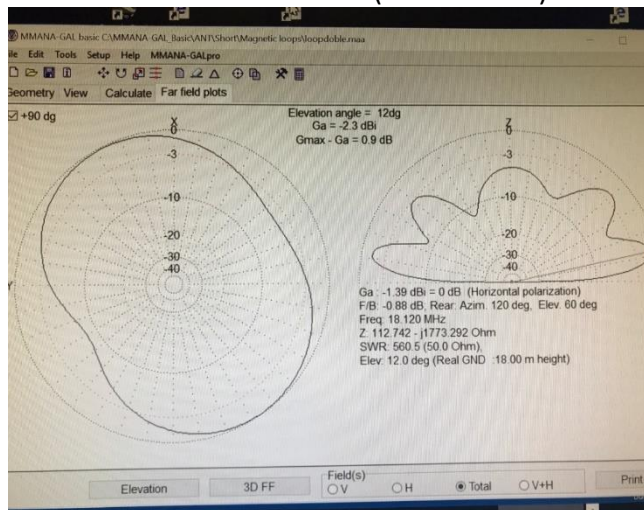 MMANA-GAL basic C:\MMANA-GAL_Basic\ANT\Short\Magnetic loops\loopdoble.maa
File Edit Tools Setup Help MMANA-GALpro
Geometry View Calculate Far field plots
+90 dg
Elevation angle = 12dg
Ga = -2.3 dBi
Gmax - Ga = 0.9 dB
X
0
-3
-10
-20
-30
-40
Y
Z
0
-3
-10
-20
-30
-40
Ga : -1.39 dBi = 0 dB (Horizontal polarization)
F/B: -0.88 dB, Rear: Azim. 120 deg, Elev. 60 deg
Freq: 18.120 MHz
Z: 112.742 - j1773.292 Ohm
SWR: 560.5 (50.0 Ohm),
Elev: 12.0 deg (Real GND :18.00 m height)
Elevation
3D FF
Field(s)
V H Total V+H
Print